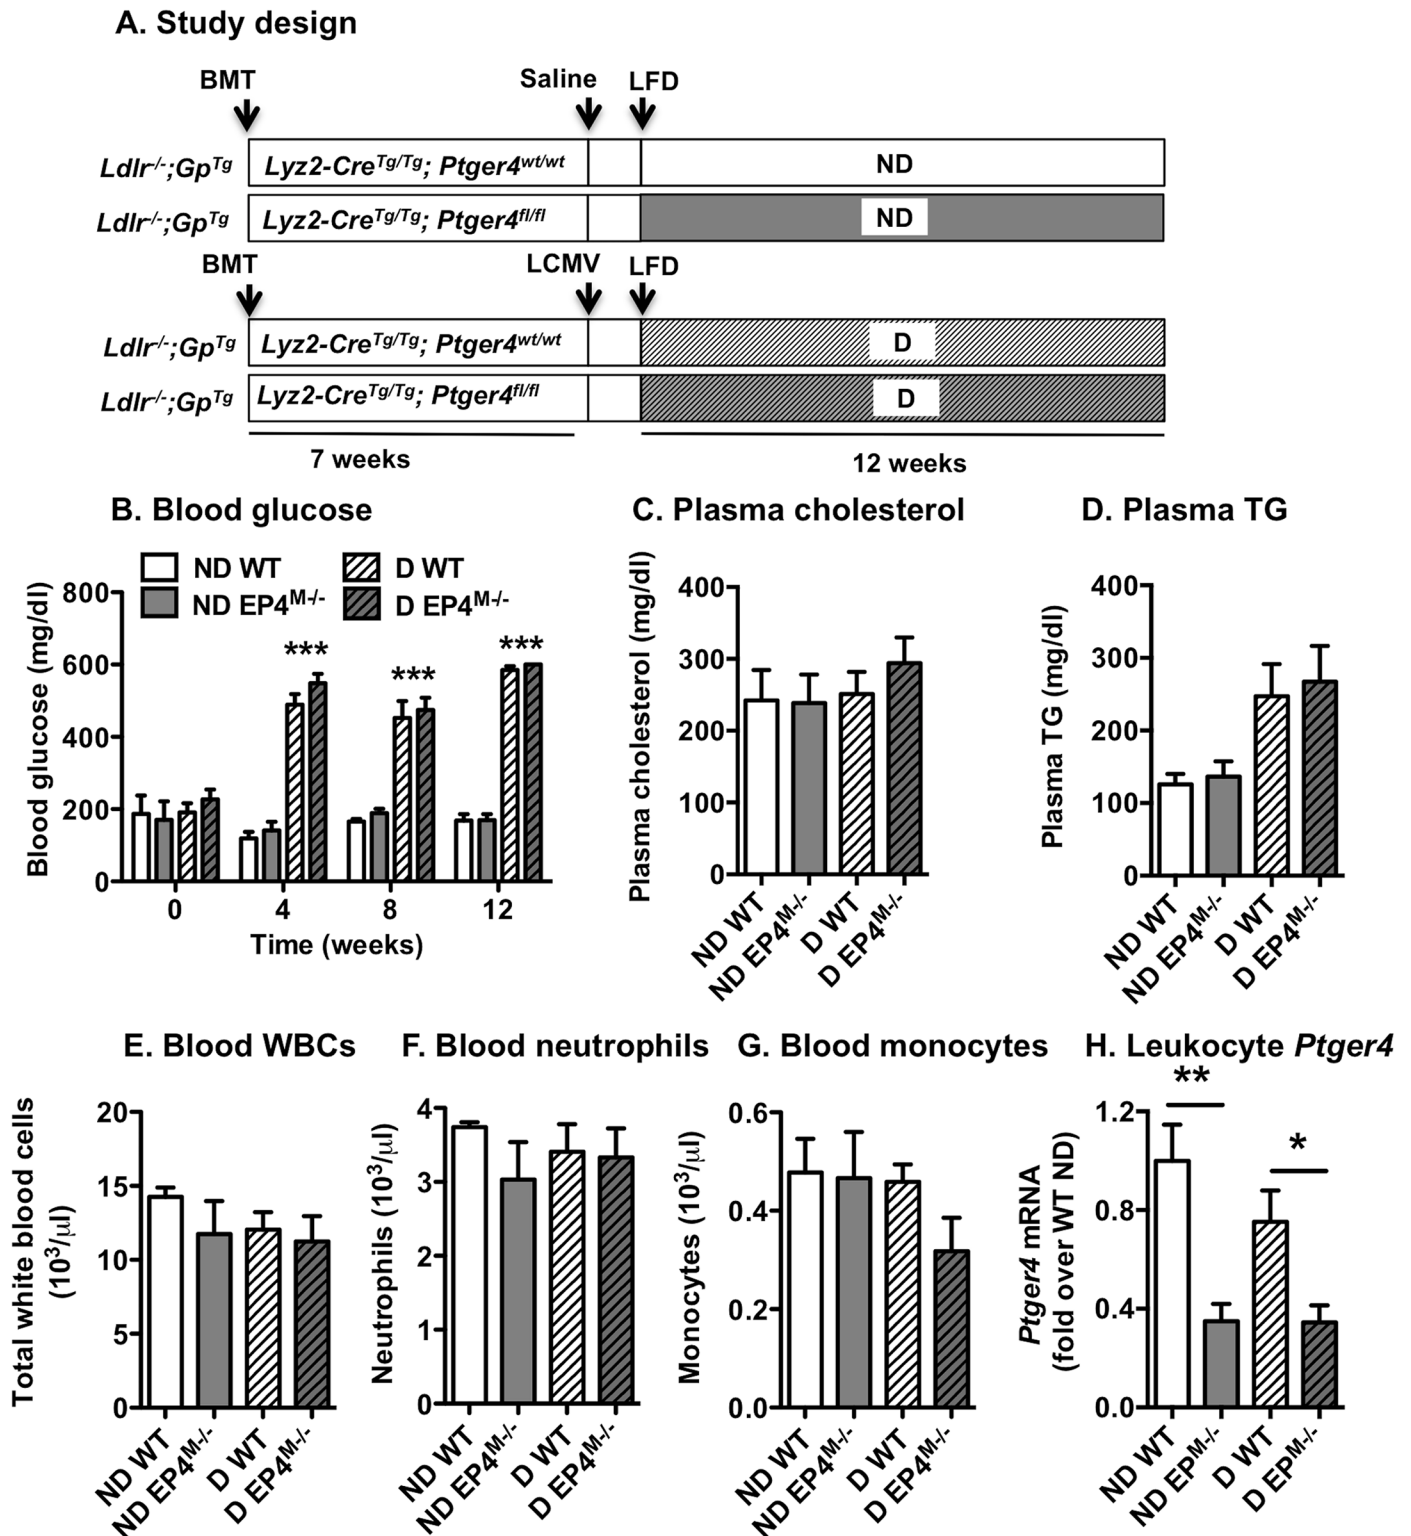 A. Study design
BMT Saline LFD
Ldlr-/-;GpTg Lyz2-CreTg/Tg; Ptger4wt/wt ND
Ldlr-/-;GpTg Lyz2-CreTg/Tg; Ptger4fl/fl ND
BMT LCMV LFD
Ldlr-/-;GpTg Lyz2-CreTg/Tg; Ptger4wt/wt D
Ldlr-/-;GpTg Lyz2-CreTg/Tg; Ptger4fl/fl D
7 weeks 12 weeks
B. Blood glucose
ND WT D WT
ND EP4M-/- D EP4M-/-
Blood glucose (mg/dl)
800
600
400
200
0
*** *** ***
0 4 8 12
Time (weeks)
C. Plasma cholesterol
Plasma cholesterol (mg/dl)
400
300
200
100
0
ND WT
ND EP4M-/-
D WT
D EP4M-/-
D. Plasma TG
Plasma TG (mg/dl)
400
300
200
100
0
ND WT
ND EP4M-/-
D WT
D EP4M-/-
E. Blood WBCs
Total white blood cells
(103/μl)
20
15
10
5
0
ND WT
ND EP4M-/-
D WT
D EP4M-/-
F. Blood neutrophils
Neutrophils (103/μl)
4
3
2
1
0
ND WT
ND EP4M-/-
D WT
D EP4M-/-
G. Blood monocytes
Monocytes (103/μl)
0.6
0.4
0.2
0.0
ND WT
ND EP4M-/-
D WT
D EP4M-/-
H. Leukocyte Ptger4
**
*
Ptger4 mRNA
(fold over WT ND)
1.2
0.8
0.4
0.0
ND WT
ND EPM-/-
D WT
D EPM-/-